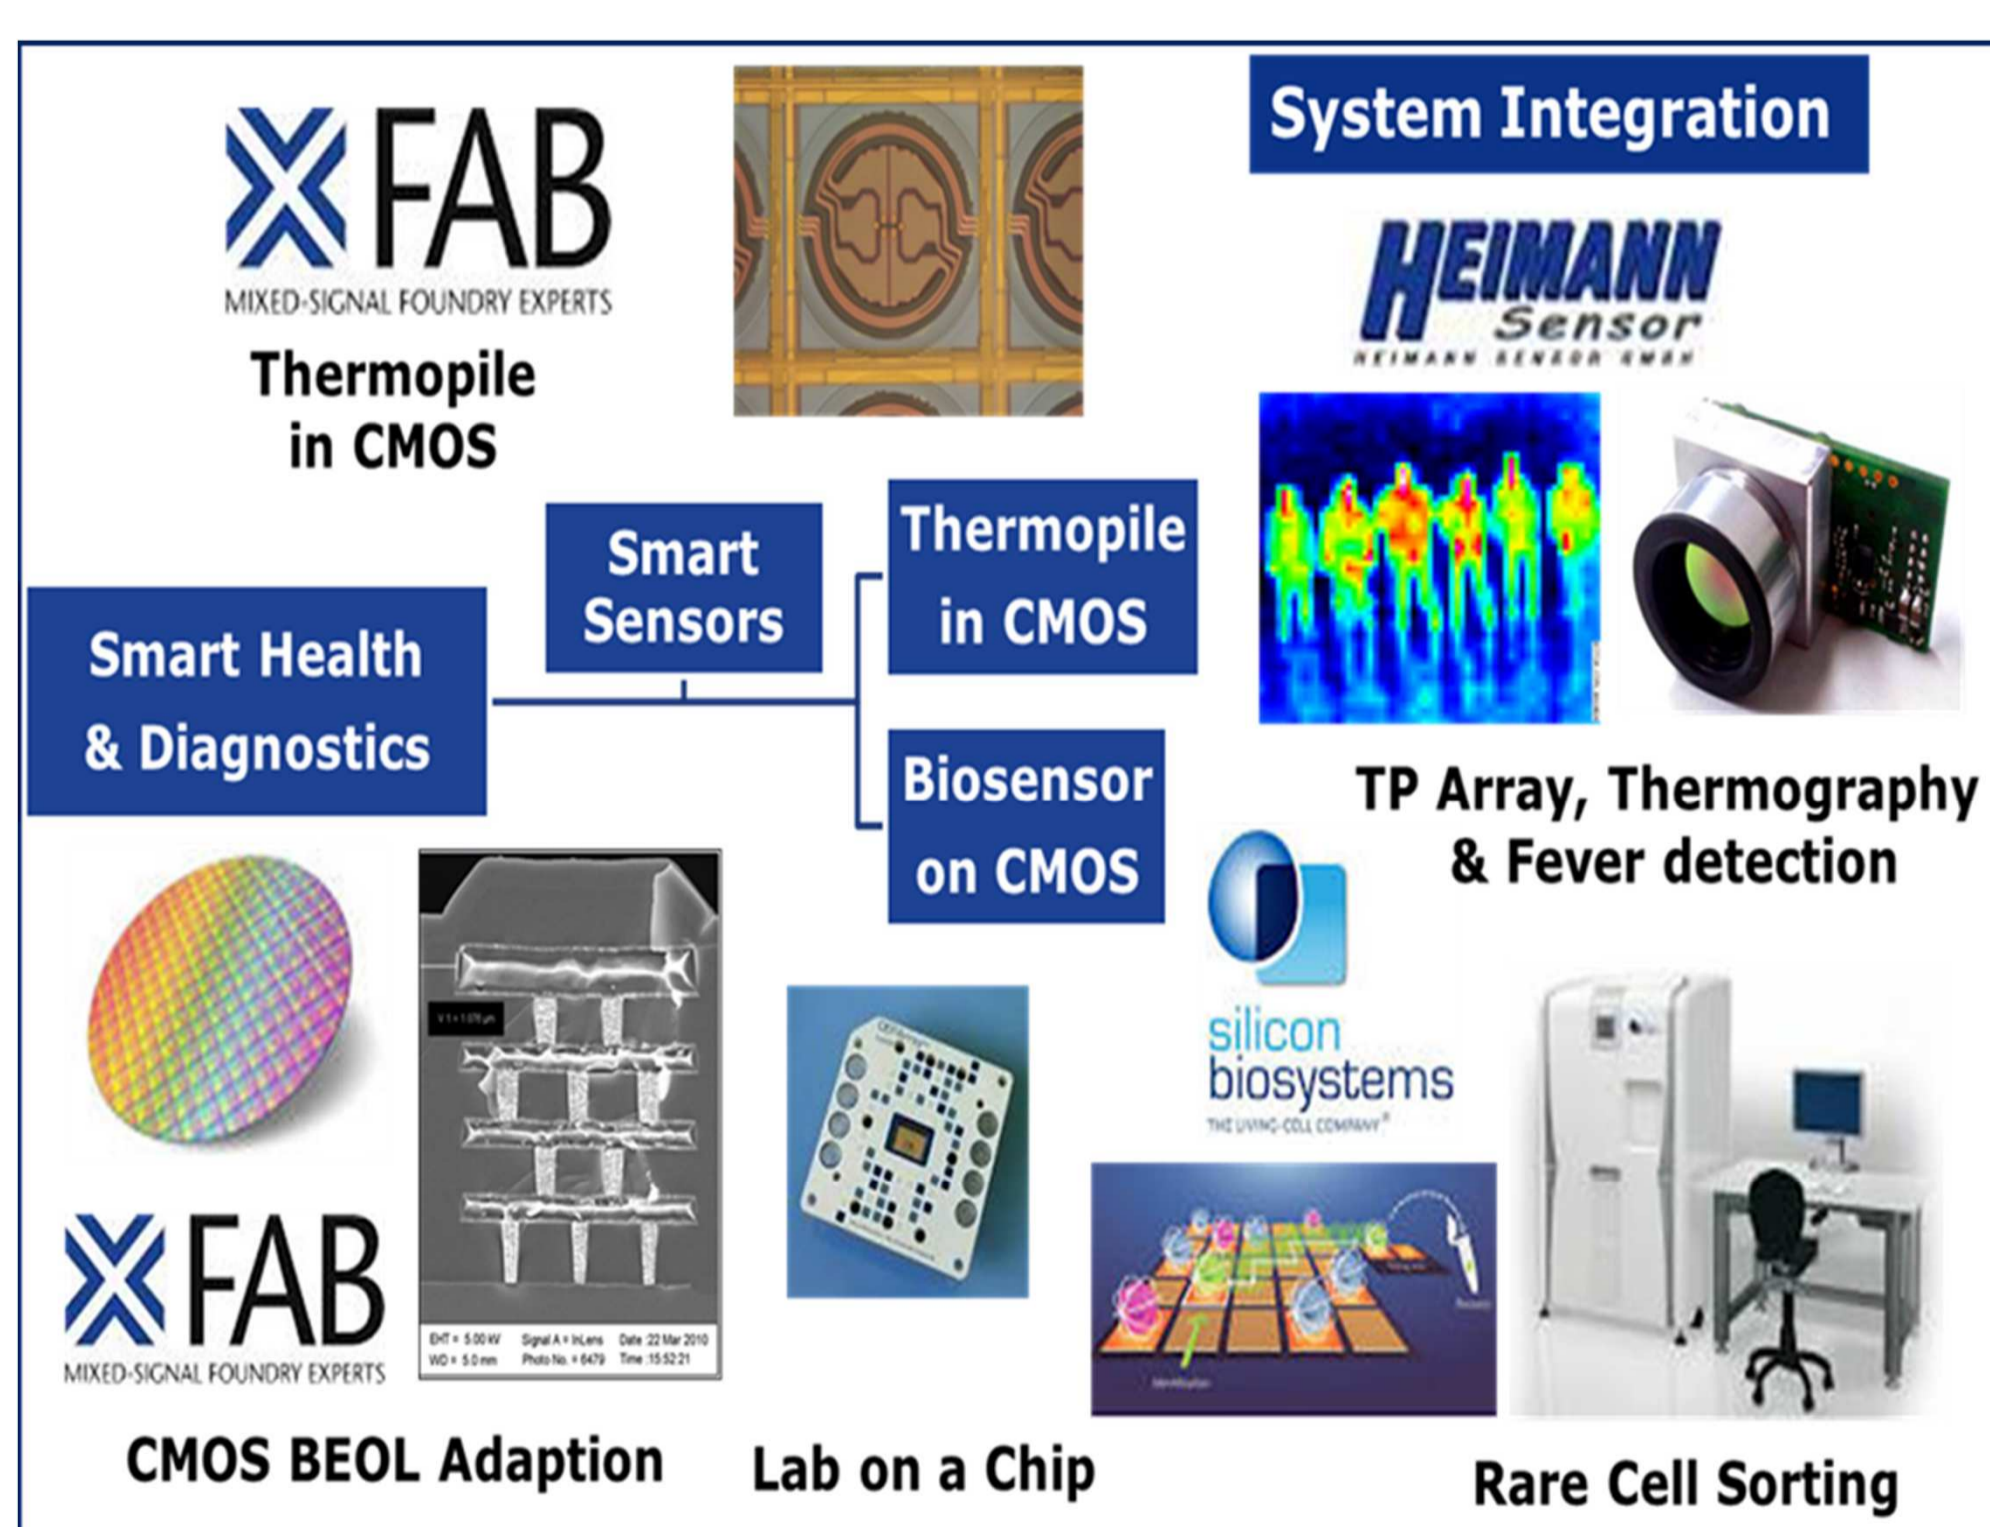 XFAB
MIXED-SIGNAL FOUNDRY EXPERTS
Thermopile
in CMOS
System Integration
HEIMANN
Sensor
HEIMANN SENSOR GMBH
Smart
Sensors
Thermopile
in CMOS
Smart Health
& Diagnostics
Biosensor
on CMOS
TP Array, Thermography
& Fever detection
silicon
biosystems
THE LIVING-CELL COMPANY®
EHT = 5.00 kV Signal A = InLens Date :22 Mar 2010
WD = 5.0 mm Photo No. = 6479 Time :15:52:21
XFAB
MIXED-SIGNAL FOUNDRY EXPERTS
Identification
CMOS BEOL Adaption
Lab on a Chip
Rare Cell Sorting